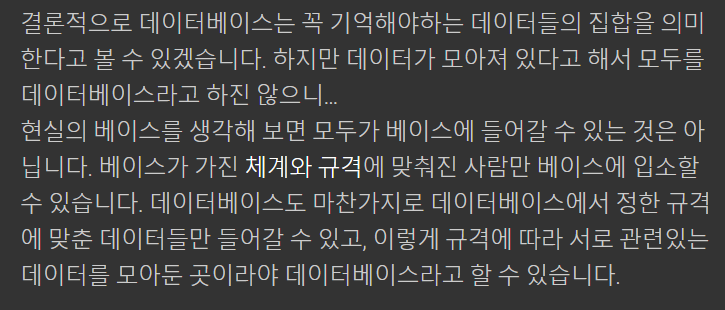 결론적으로 데이터베이스는 꼭 기억해야하는 데이터들의 집합을 의미
한다고 볼 수 있겠습니다. 하지만 데이터가 모아져 있다고 해서 모두를
데이터베이스라고 하진 않으니...
현실의 베이스를 생각해 보면 모두가 베이스에 들어갈 수 있는 것은 아
닙니다. 베이스가 가진 체계와 규격에 맞춰진 사람만 베이스에 입소할
수 있습니다. 데이터베이스도 마찬가지로 데이터베이스에서 정한 규격
에 맞춘 데이터들만 들어갈 수 있고, 이렇게 규격에 따라 서로 관련있는
데이터를 모아둔 곳이라야 데이터베이스라고 할 수 있습니다.